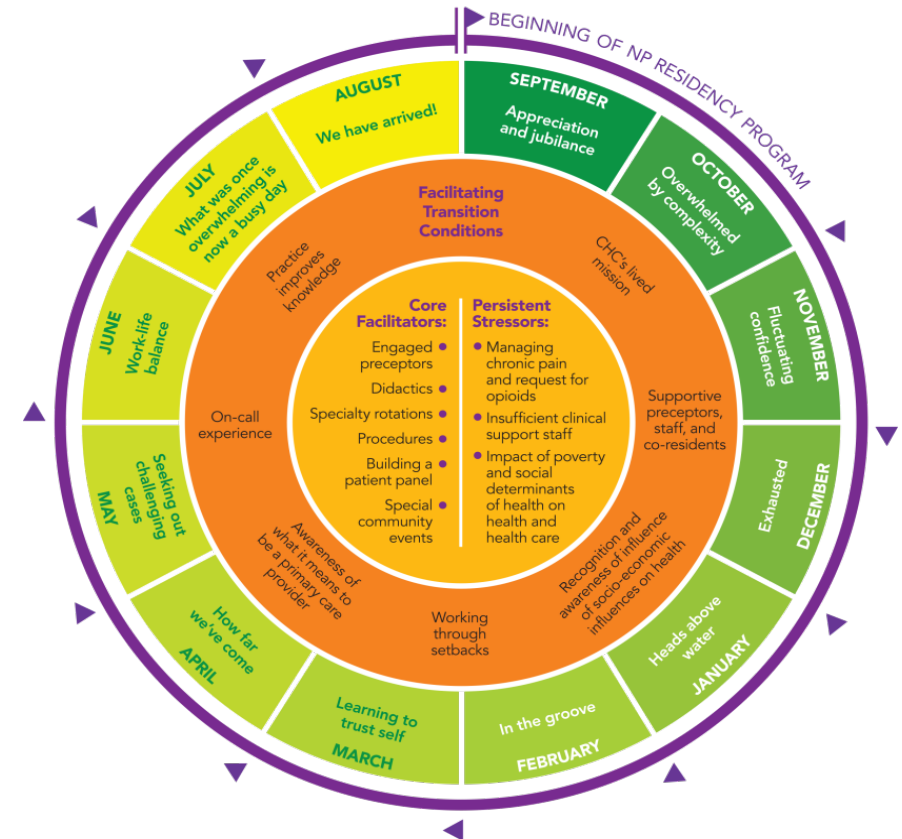 BEGINNING OF NP RESIDENCY PROGRAM
SEPTEMBER
Appreciation
and jubilance
OCTOBER
Overwhelmed
by complexity
NOVEMBER
Fluctuating
confidence
DECEMBER
Exhausted
JANUARY
Heads above
water
FEBRUARY
In the groove
MARCH
Learning to
trust self
APRIL
How far
we've come
MAY
Seeking out
challenging
cases
JUNE
Work-life
balance
JULY
What was once
overwhelming is
now a busy day
AUGUST
We have arrived!
Facilitating
Transition
Conditions
CHC's lived
mission
Supportive
preceptors,
staff, and
co-residents
Recognition and
awareness of influence
of socio-economic
influences on health
Working
through
setbacks
Awareness of
what it means to
be a primary care
provider
On-call
experience
Practice
improves
knowledge
Core
Facilitators:
Engaged •
preceptors
Didactics •
Specialty rotations •
Procedures •
Building a •
patient panel
Special •
community
events
Persistent
Stressors:
• Managing
chronic pain
and request for
opioids
• Insufficient clinical
support staff
• Impact of poverty
and social
determinants
of health on
health and
health care